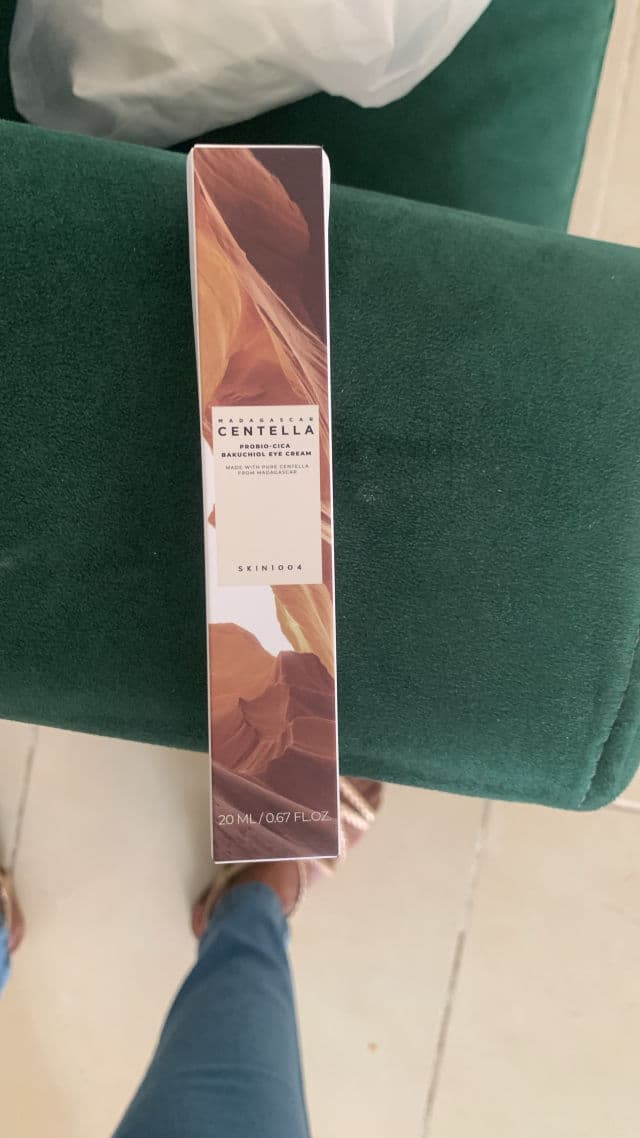 MADAGASCAR
CENTELLA
PROBIO-CICA
BAKUCHIOL EYE CREAM
MADE WITH PURE CENTELLA
FROM MADAGASCAR
SKIN1004
20 ML / 0.67 FL.OZ.